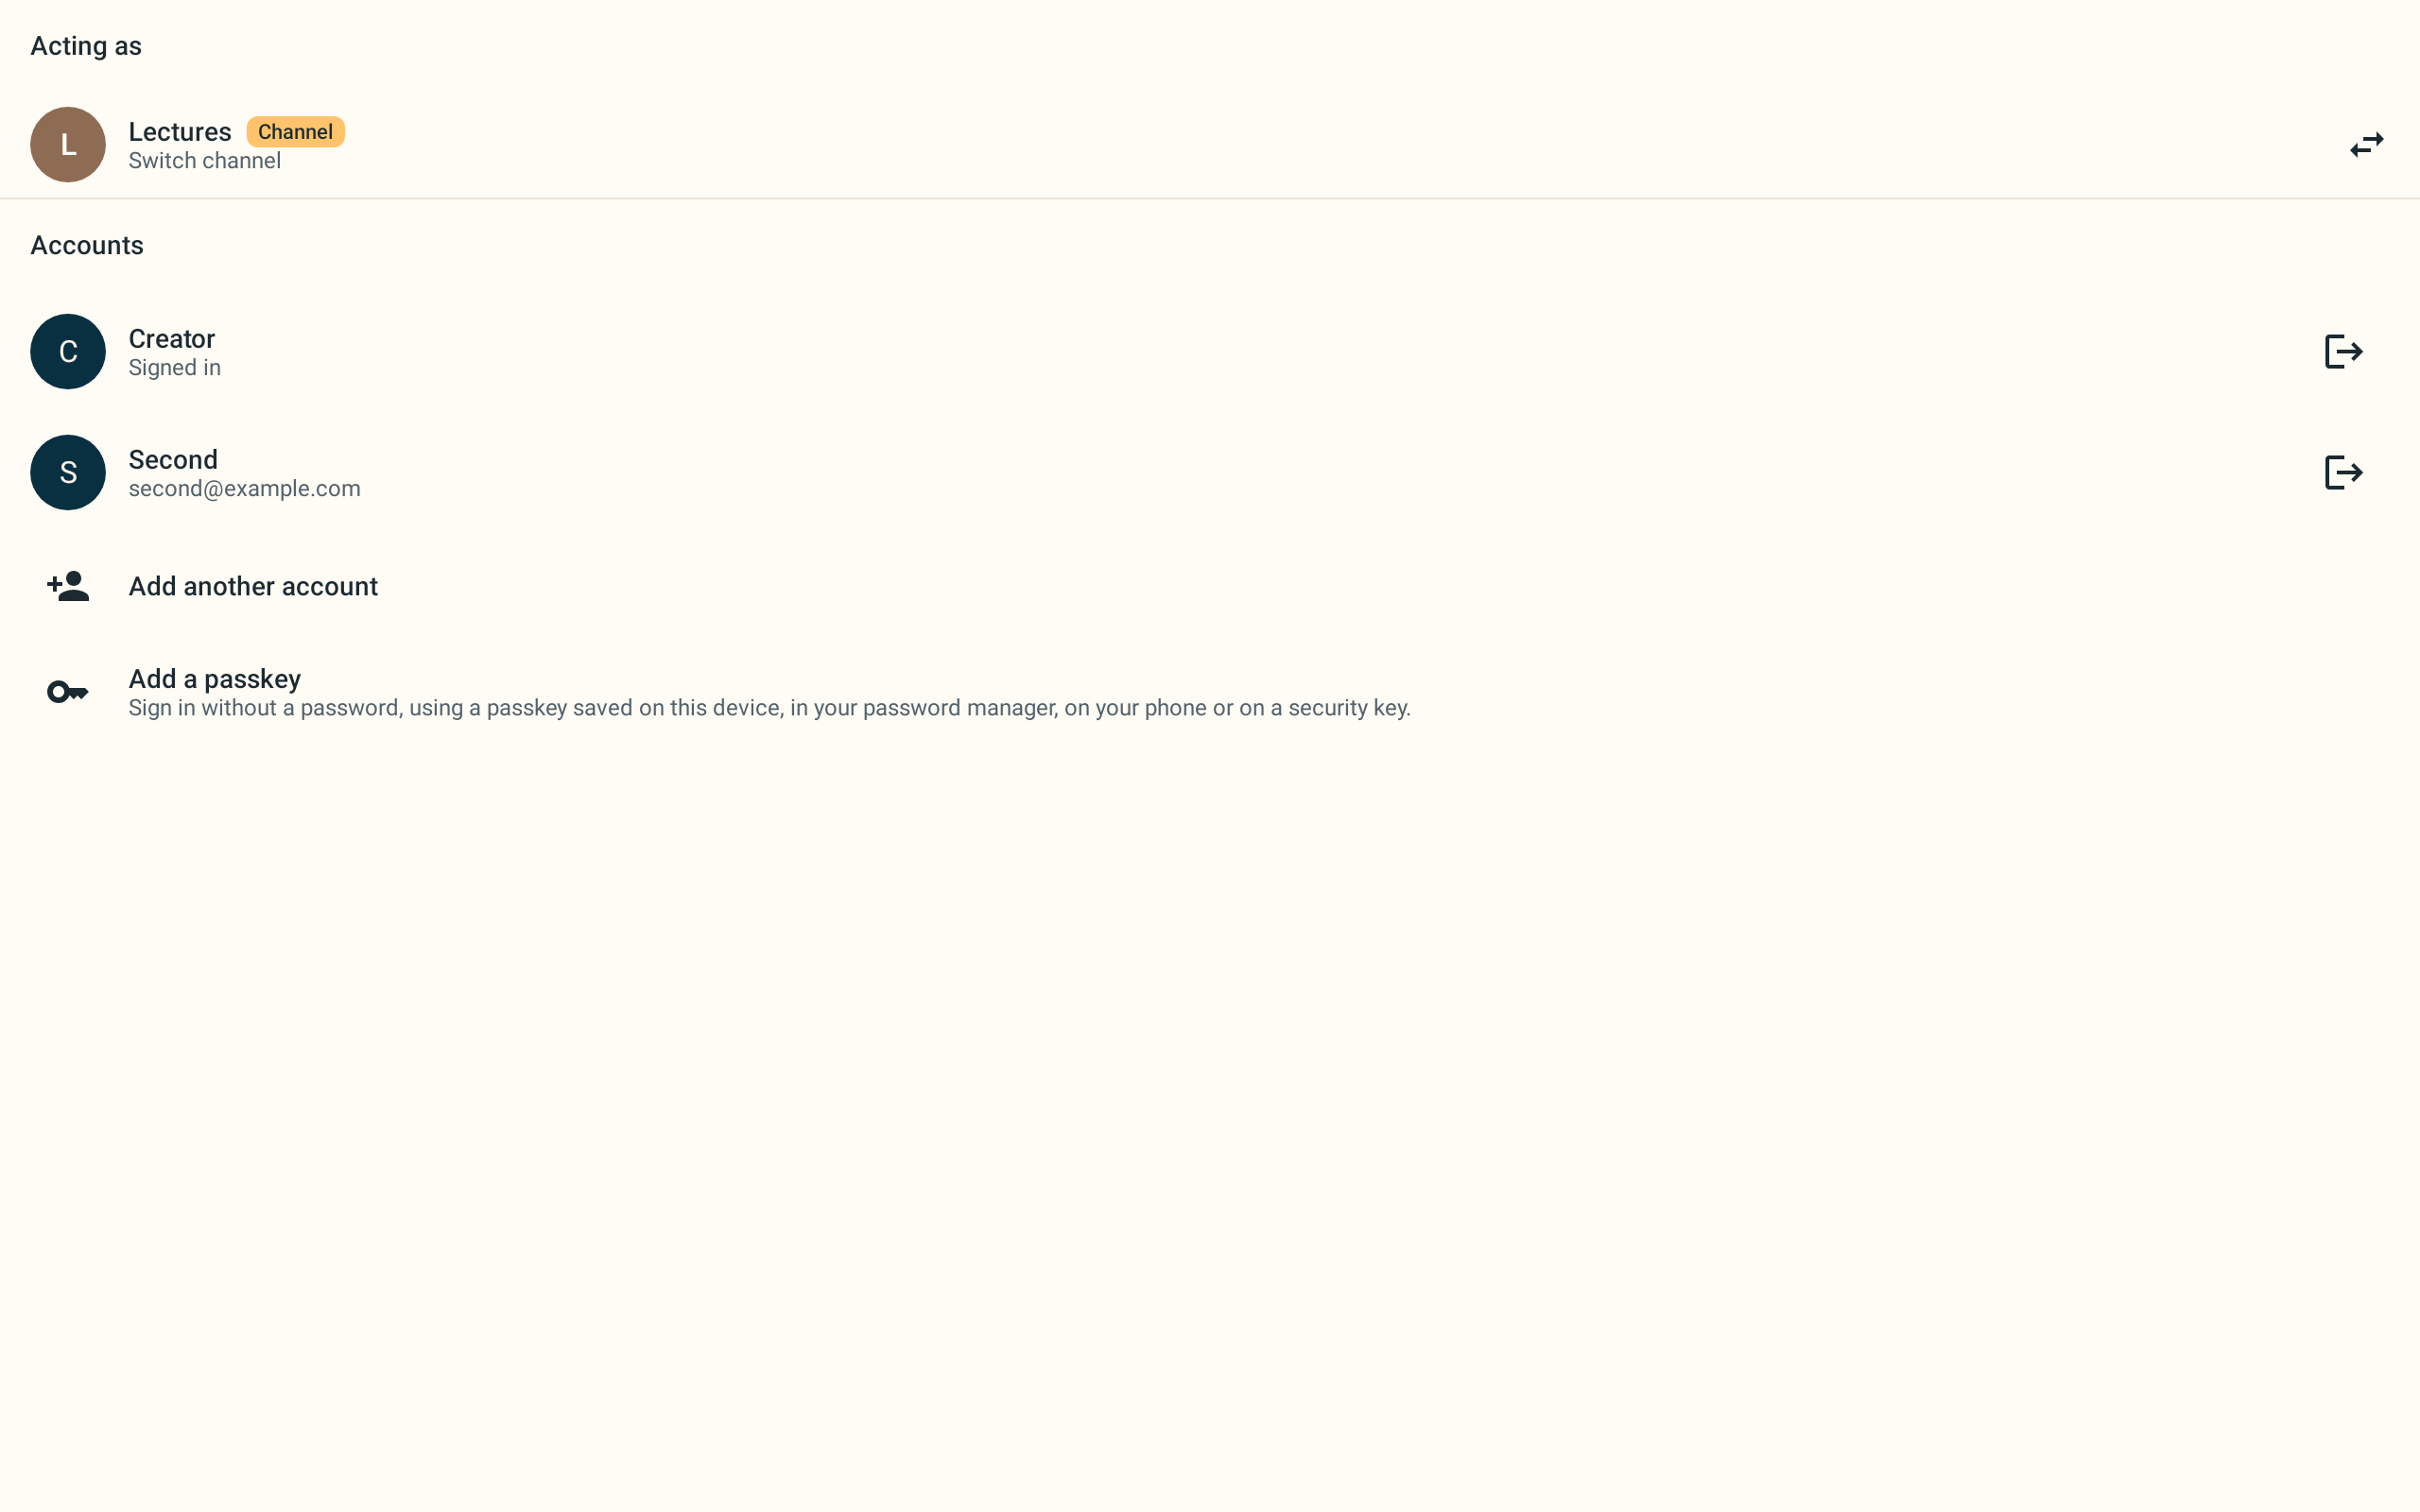 Acting as
L
Lectures Channel
Switch channel
Accounts
C
Creator
Signed in
S
Second
second@example.com
Add another account
Add a passkey
Sign in without a password, using a passkey saved on this device, in your password manager, on your phone or on a security key.